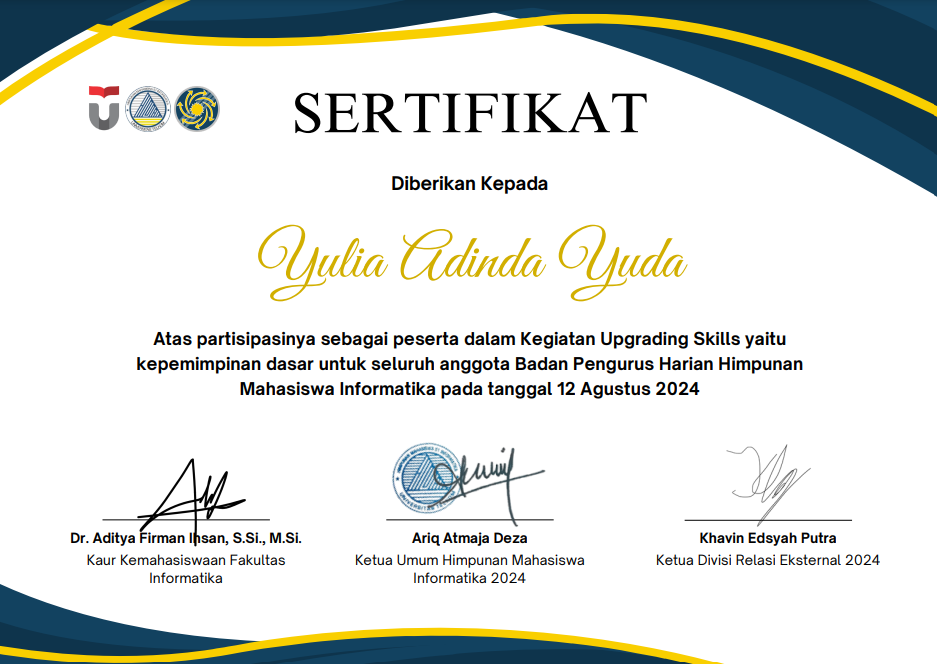 SERTIFIKAT
Diberikan Kepada
Yulia Adinda Yuda
Atas partisipasinya sebagai peserta dalam Kegiatan Upgrading Skills yaitu
kepemimpinan dasar untuk seluruh anggota Badan Pengurus Harian Himpunan
Mahasiswa Informatika pada tanggal 12 Agustus 2024
Dr. Aditya Firman Ihsan, S.Si., M.Si.
Kaur Kemahasiswaan Fakultas
Informatika
Ariq Atmaja Deza
Ketua Umum Himpunan Mahasiswa
Informatika 2024
Khavin Edsyah Putra
Ketua Divisi Relasi Eksternal 2024